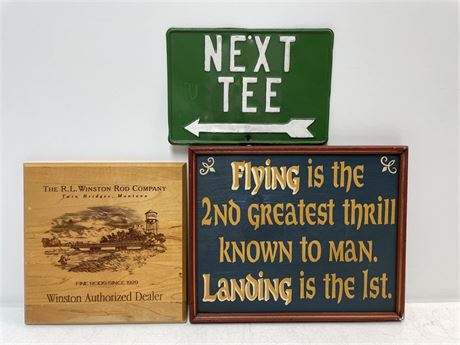 NEXT
TEE
THE R.L. WINSTON ROD COMPANY
Twin Bridges, Montana
FINE RODS SINCE 1929
Winston Authorized Dealer
Flying is the
2nd greatest thrill
known to man.
Landing is the 1st.